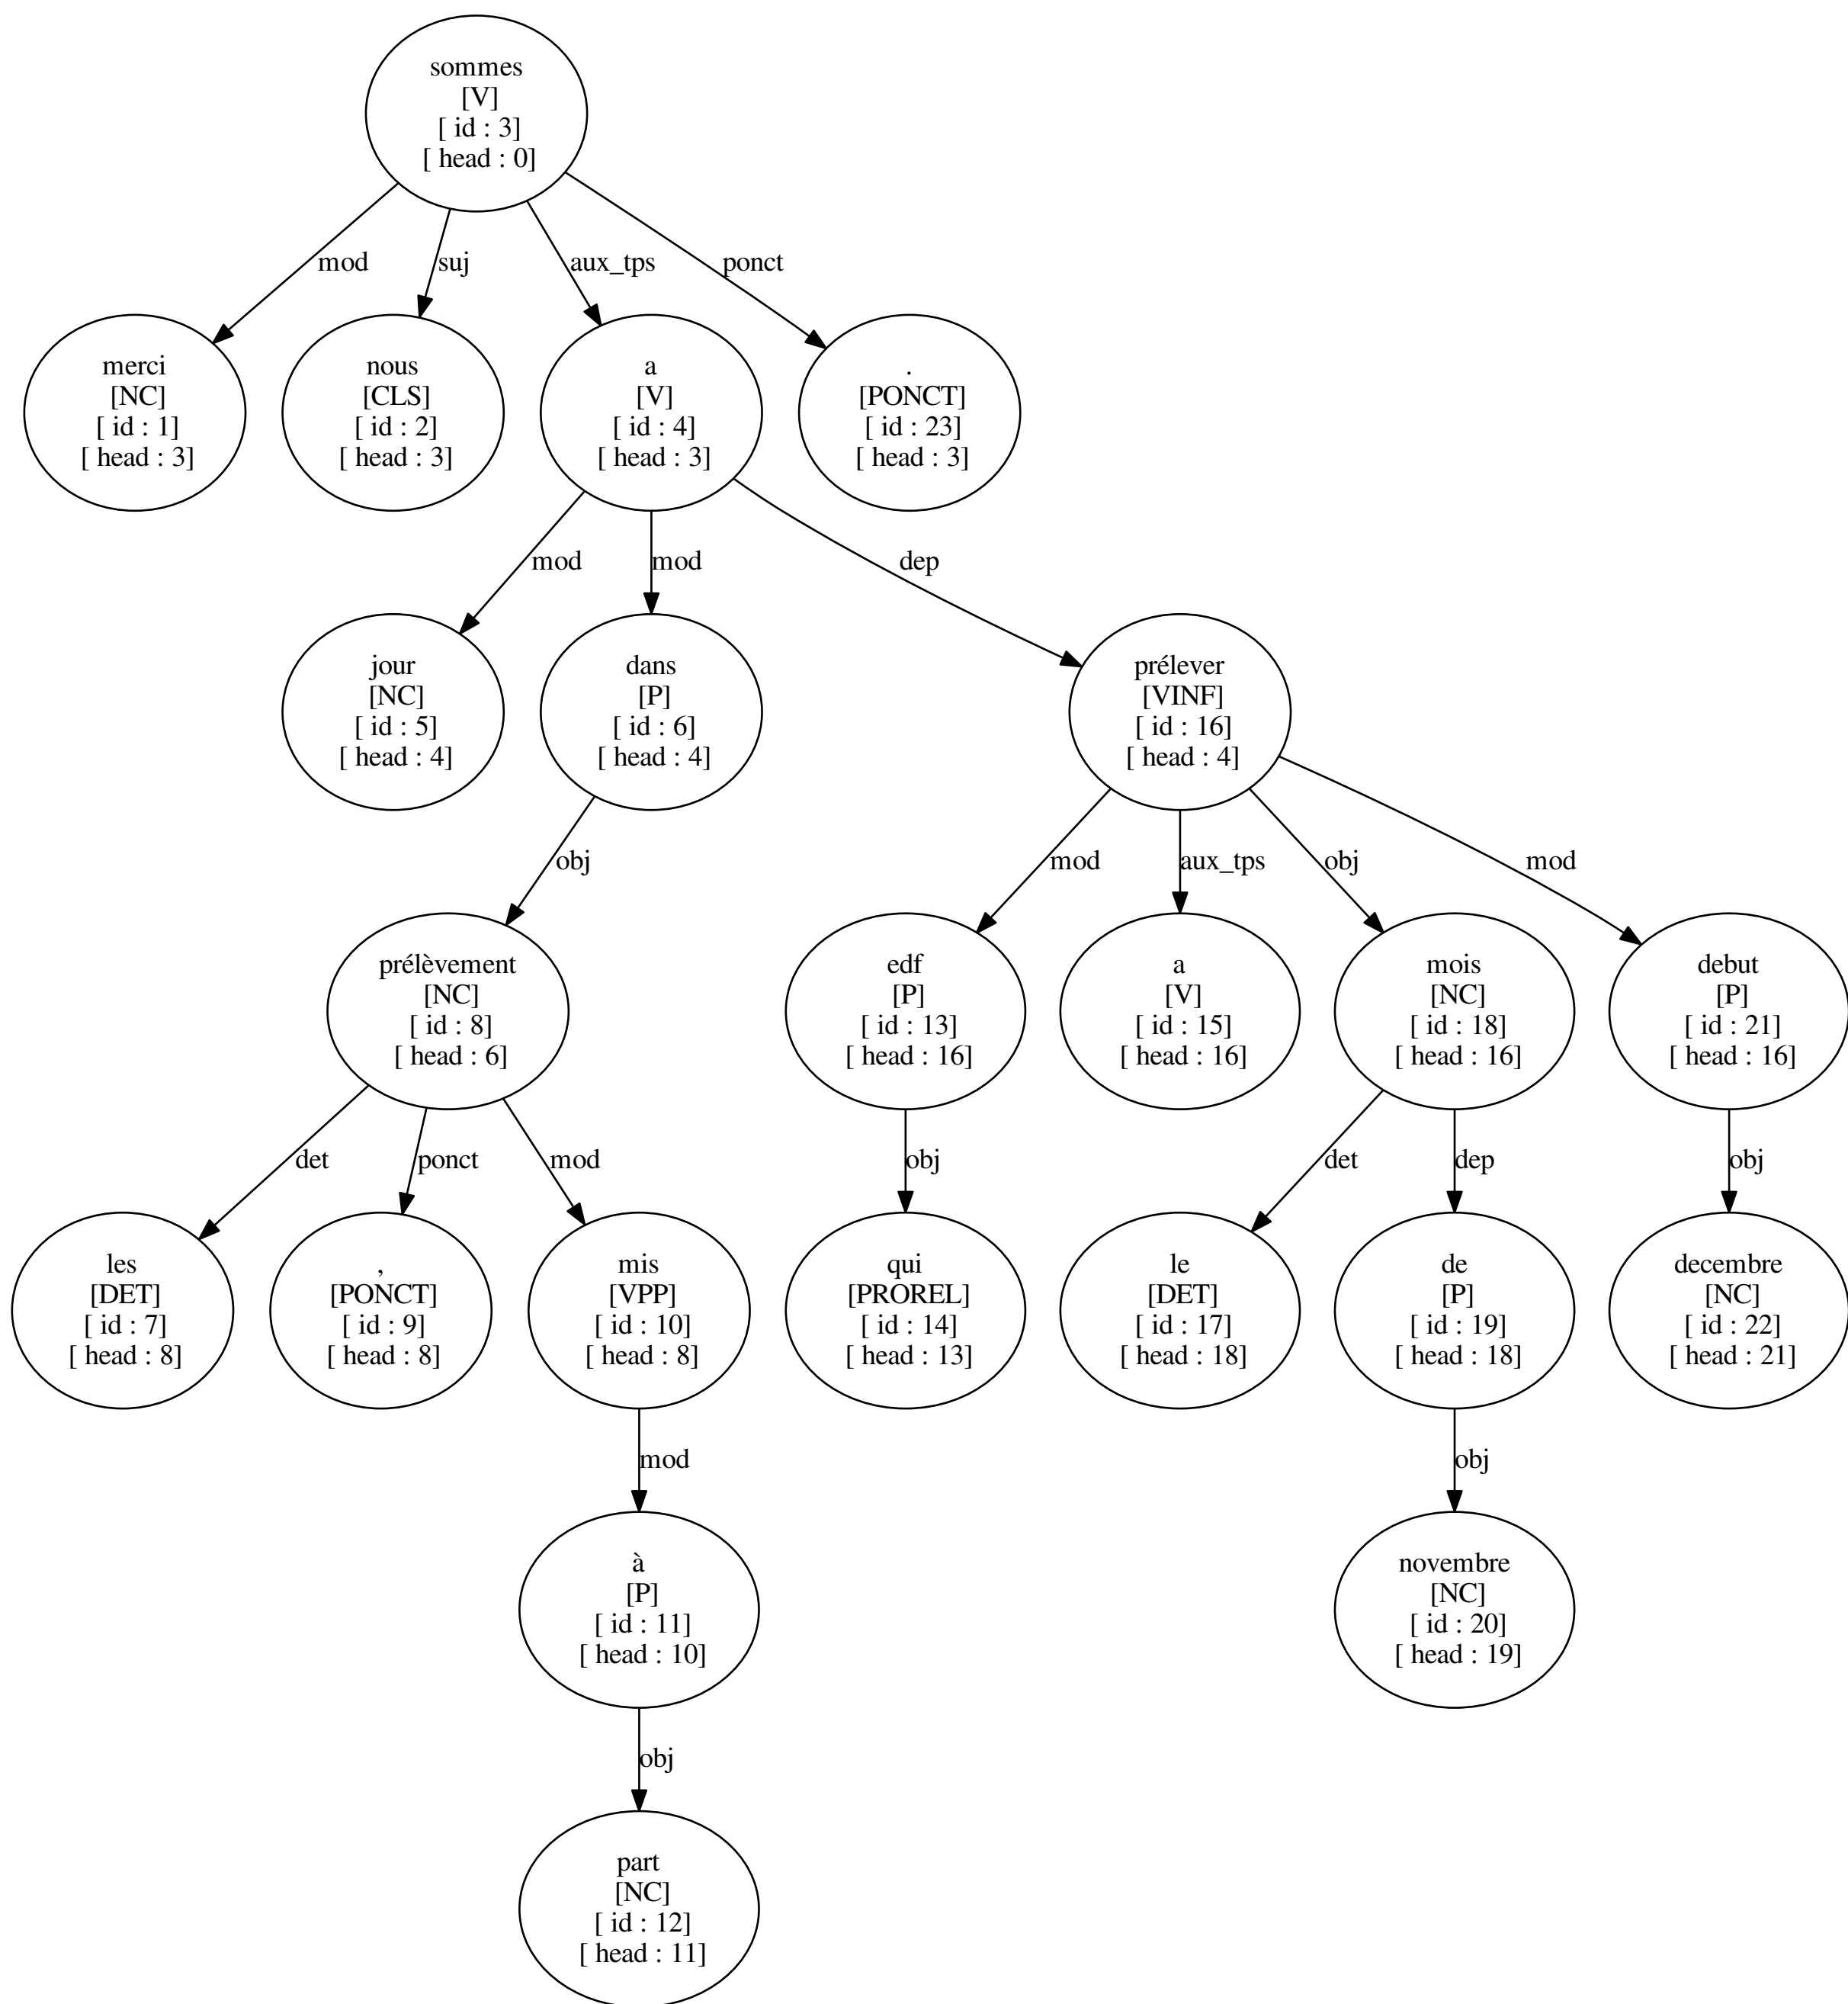 sommes
[V]
[ id : 3]
[ head : 0]
mod
suj
aux_tps
ponct
merci
[NC]
[ id : 1]
[ head : 3]
nous
[CLS]
[ id : 2]
[ head : 3]
a
[V]
[ id : 4]
[ head : 3]
.
[PONCT]
[ id : 23]
[ head : 3]
mod
mod
dep
jour
[NC]
[ id : 5]
[ head : 4]
dans
[P]
[ id : 6]
[ head : 4]
prélever
[VINF]
[ id : 16]
[ head : 4]
obj
mod
aux_tps
obj
mod
prélèvement
[NC]
[ id : 8]
[ head : 6]
edf
[P]
[ id : 13]
[ head : 16]
a
[V]
[ id : 15]
[ head : 16]
mois
[NC]
[ id : 18]
[ head : 16]
debut
[P]
[ id : 21]
[ head : 16]
det
ponct
mod
obj
det
dep
obj
les
[DET]
[ id : 7]
[ head : 8]
,
[PONCT]
[ id : 9]
[ head : 8]
mis
[VPP]
[ id : 10]
[ head : 8]
qui
[PROREL]
[ id : 14]
[ head : 13]
le
[DET]
[ id : 17]
[ head : 18]
de
[P]
[ id : 19]
[ head : 18]
decembre
[NC]
[ id : 22]
[ head : 21]
mod
obj
à
[P]
[ id : 11]
[ head : 10]
novembre
[NC]
[ id : 20]
[ head : 19]
obj
part
[NC]
[ id : 12]
[ head : 11]